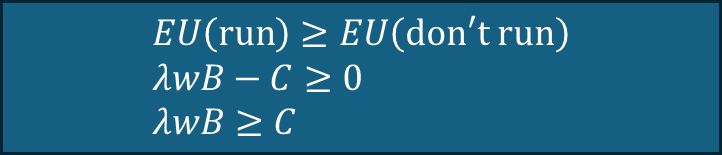 EU(run) ≥ EU(don't run)
λwB − C ≥ 0
λwB ≥ C